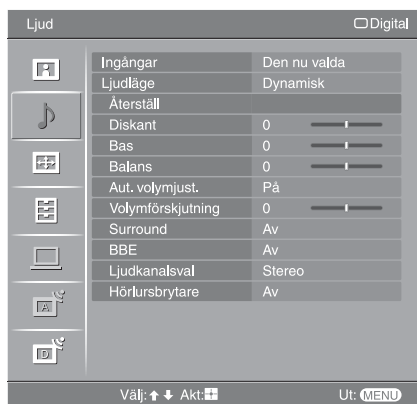 Ljud Digital
Ingångar Den nu valda
Ljudläge Dynamisk
Återställ
Diskant 0
Bas 0
Balans 0
Aut. volymjust. På
Volymförskjutning 0
Surround Av
BBE Av
Ljudkanalsval Stereo
Hörlursbrytare Av
A
D
Välj: Akt: Ut: MENU